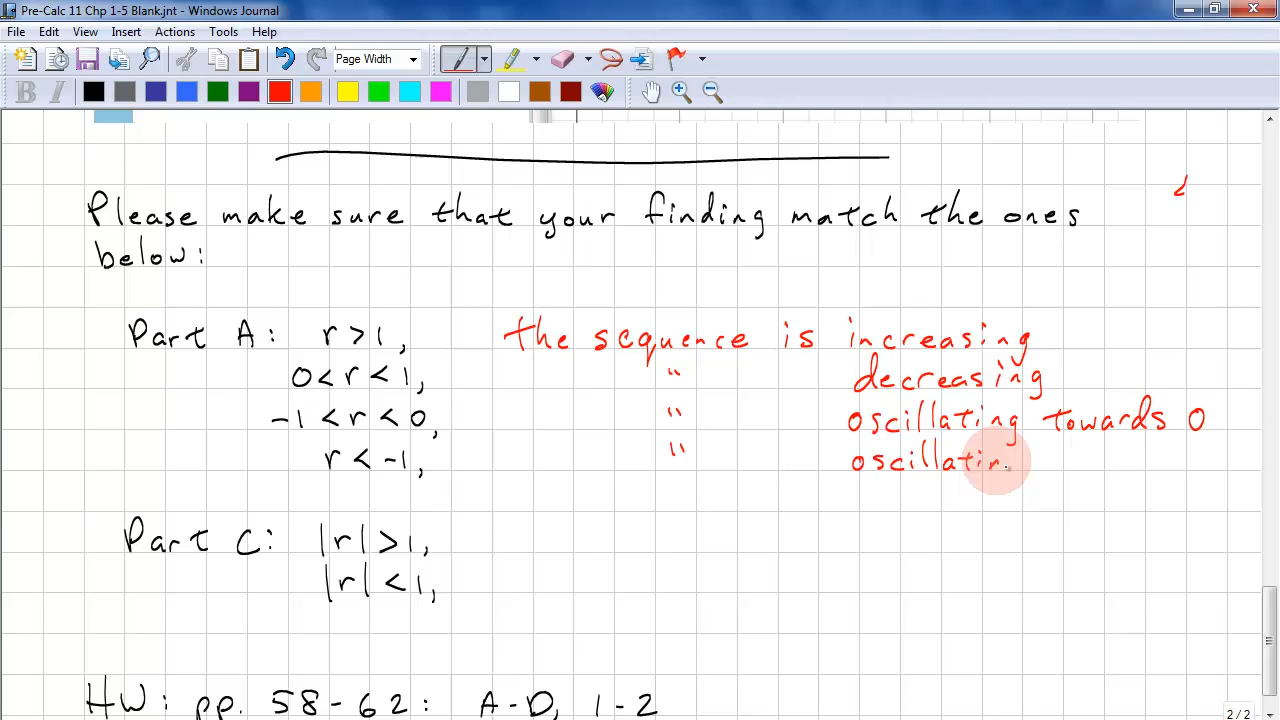 Pre-Calc 11 Chp 1-5 Blank.jnt - Windows Journal
File Edit View Insert Actions Tools Help
Page Width
B I
Please make sure that your finding match the ones
below:
Part A: r > 1, the sequence is increasing
0 < r < 1, " decreasing
-1 < r < 0, " oscillating towards 0
r < -1, " oscillatin
Part C: |r| > 1,
|r| < 1,
HW: pp. 58-62: A-D, 1-2
2/2